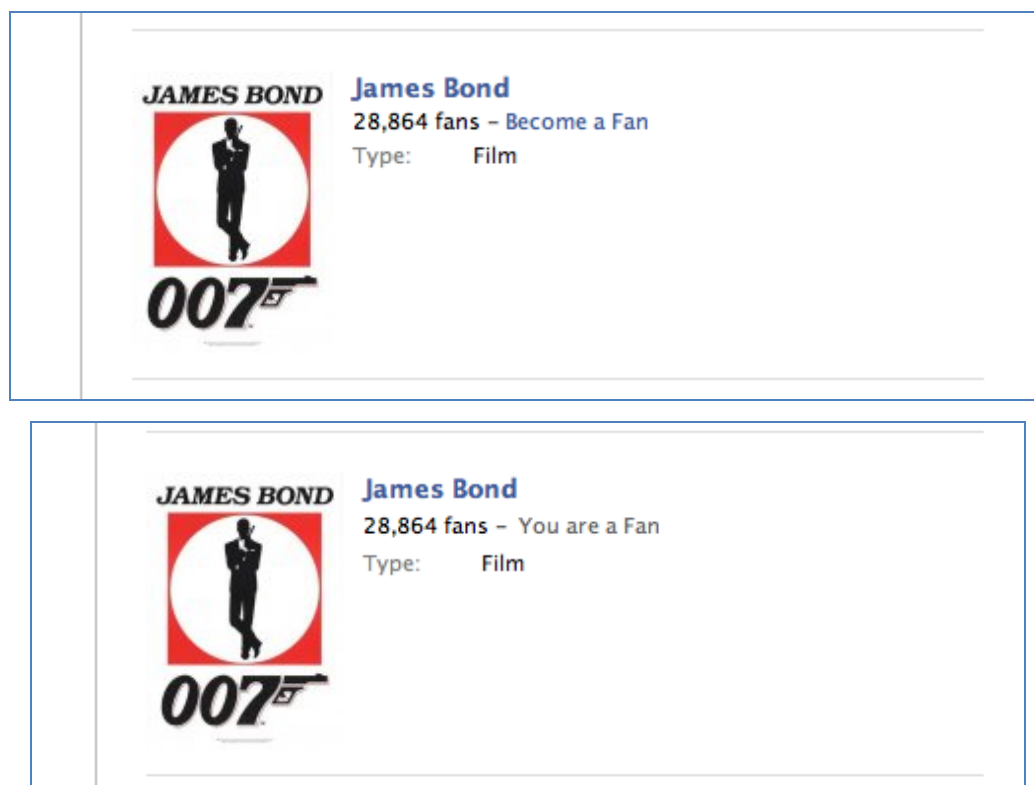 JAMES BOND
007
James Bond
28,864 fans – Become a Fan
Type: Film
JAMES BOND
007
James Bond
28,864 fans – You are a Fan
Type: Film